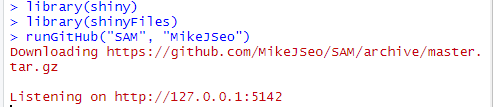 > library(shiny)
> library(shinyFiles)
> runGitHub("SAM", "MikeJSeo")
Downloading https://github.com/MikeJSeo/SAM/archive/master.
tar.gz
Listening on http://127.0.0.1:5142